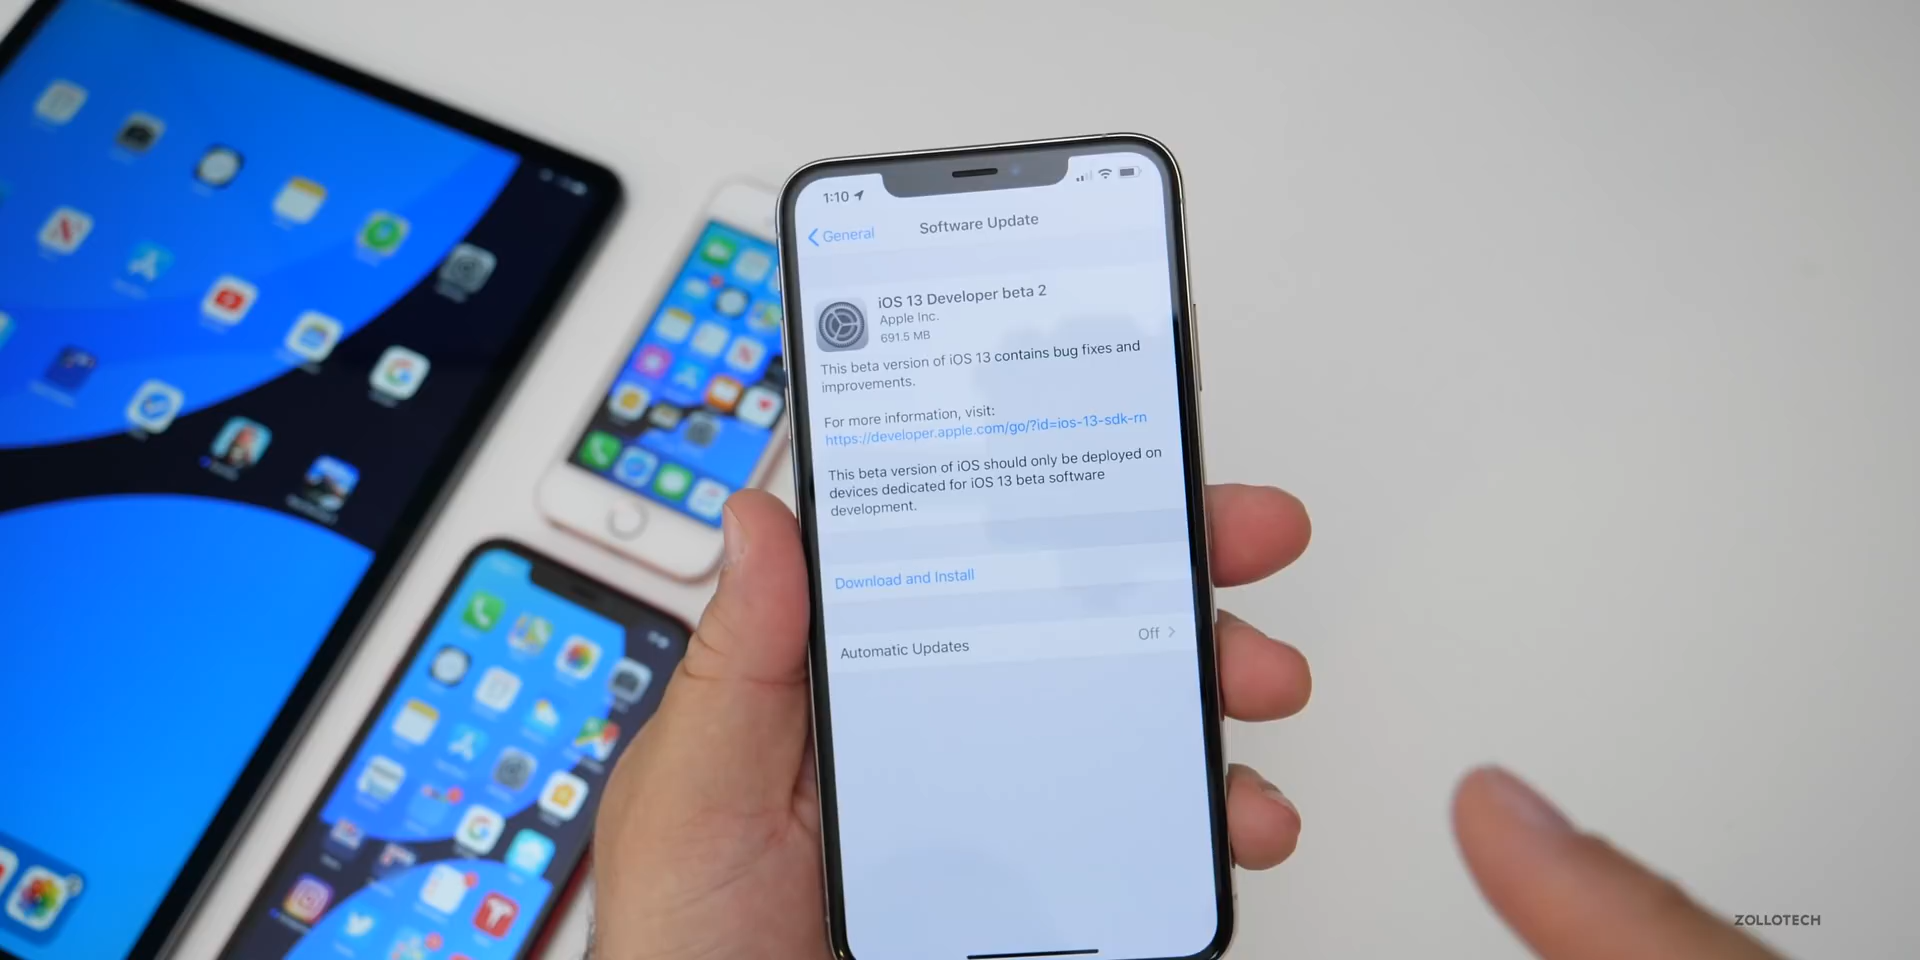 1:10
General
Software Update
iOS 13 Developer beta 2
Apple Inc.
691.5 MB
This beta version of iOS 13 contains bug fixes and
improvements.
For more information, visit:
https://developer.apple.com/go/?id=ios-13-sdk-rn
This beta version of iOS should only be deployed on
devices dedicated for iOS 13 beta software
development.
Download and Install
Automatic Updates
Off
ZOLLOTECH